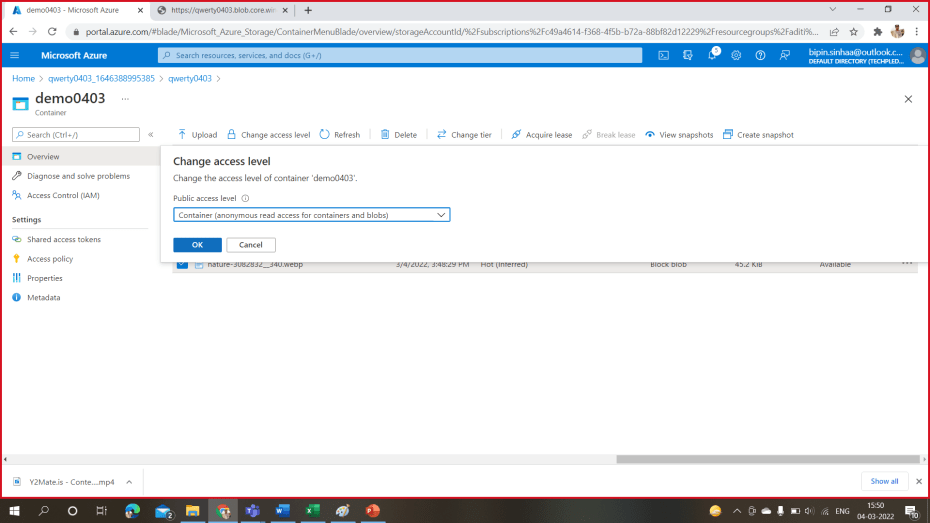 demo0403 - Microsoft Azure
https://qwerty0403.blob.core.win
portal.azure.com/#blade/Microsoft_Azure_Storage/ContainerMenuBlade/overview/storageAccountId/%2Fsubscriptions%2Fc49a4614-f368-4f5b-b72a-88bf82d12229%2Fresourcegroups%2Faditi%...
Microsoft Azure
Search resources, services, and docs (G+/)
5
bipin.sinhaa@outlook.c...
DEFAULT DIRECTORY (TECHPLED...
Home > qwerty0403_1646388995385 > qwerty0403 >
demo0403 ...
Container
Search (Ctrl+/)
«
Upload Change access level Refresh Delete Change tier Acquire lease Break lease View snapshots Create snapshot
Overview
Diagnose and solve problems
Access Control (IAM)
Settings
Shared access tokens
Access policy
Properties
Metadata
Change access level
Change the access level of container 'demo0403'.
Public access level
Container (anonymous read access for containers and blobs)
OK Cancel
nature-3082832__340.webp 3/4/2022, 3:48:29 PM Hot (Inferred) Block blob 45.2 KiB Available ...
Y2Mate.is - Conte....mp4
Show all
2
ENG
15:50
04-03-2022
10